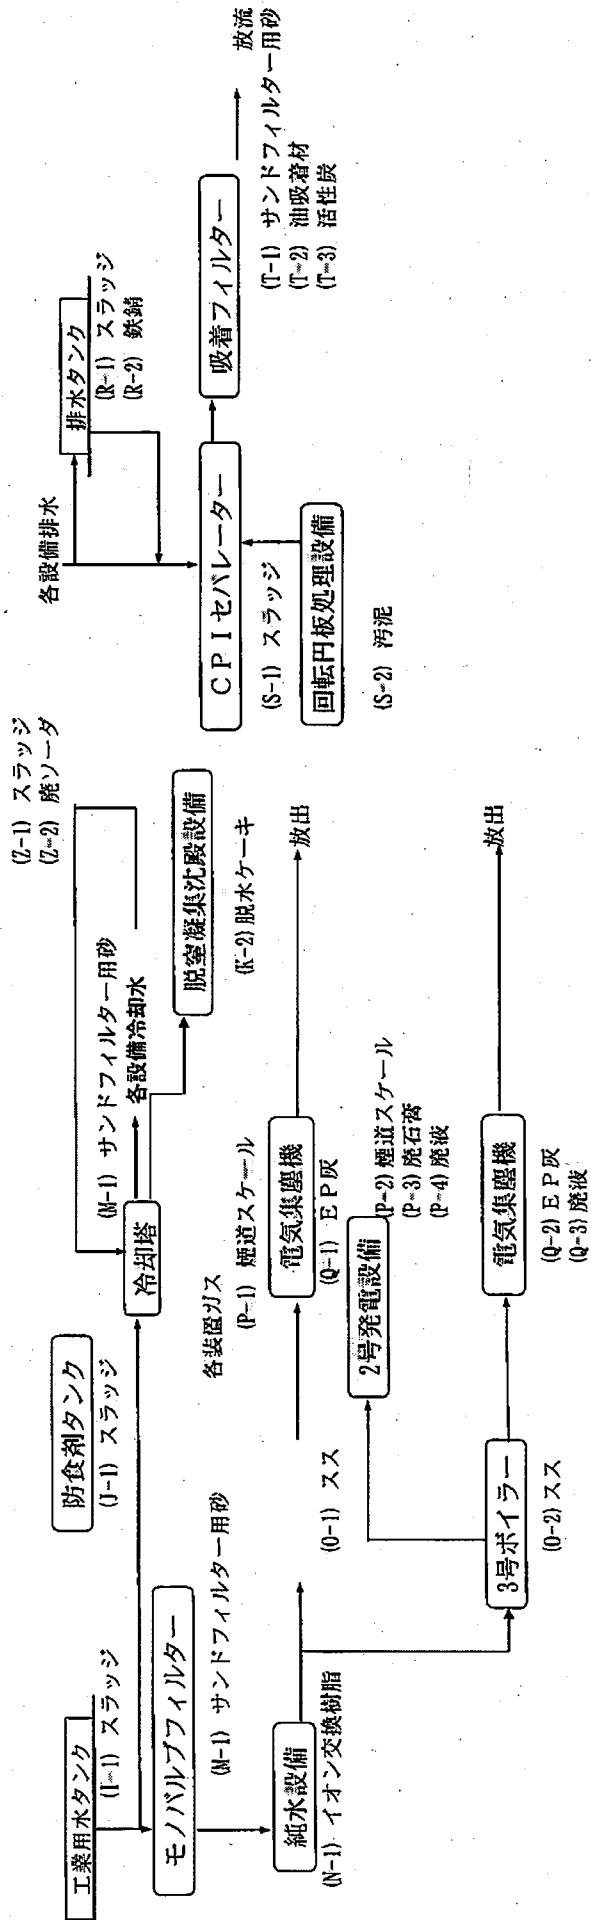 工業用水タンク
(I-1) スラッジ
モノバルブフィルター
(M-1) サンドフィルター用砂
純水設備
(N-1) イオン交換樹脂
防食剤タンク
(J-1) スラッジ
冷却塔
(M-1) サンドフィルター用砂
各設備冷却水
(Z-1) スラッジ
(Z-2) 廃ソーダ
脱窒凝集沈殿設備
(K-2) 脱水ケーキ
各装置ガス
(P-1) 煙道スケール
(O-1) スス
電気集塵機
(Q-1) ＥＰ灰
放出
2号発電設備
(P-2) 煙道スケール
(P-3) 廃石膏
(P-4) 廃液
3号ボイラー
(O-2) スス
電気集塵機
(Q-2) ＥＰ灰
(Q-3) 廃液
放出
各設備排水
排水タンク
(R-1) スラッジ
(R-2) 鉄錆
ＣＰＩセパレーター
(S-1) スラッジ
回転円板処理設備
(S-2) 汚泥
吸着フィルター
放流
(T-1) サンドフィルター用砂
(T-2) 油吸着材
(T-3) 活性炭